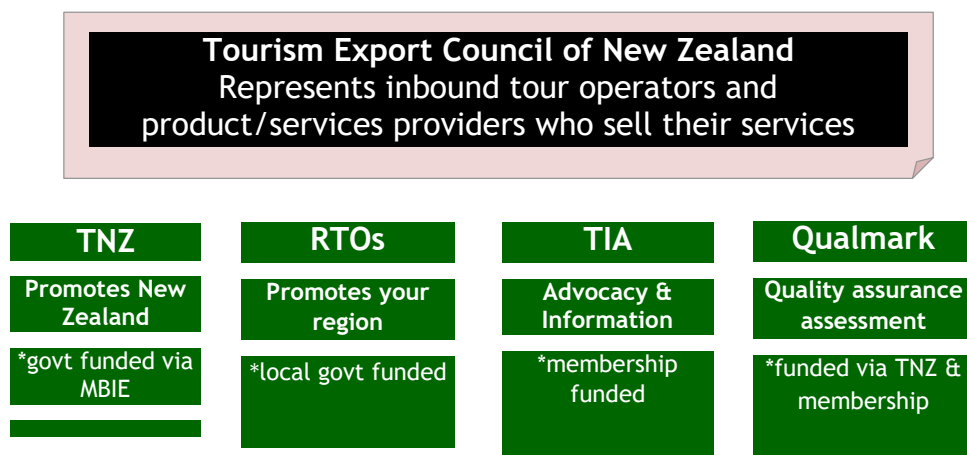 Tourism Export Council of New Zealand
Represents inbound tour operators and
product/services providers who sell their services
TNZ
Promotes New
Zealand
*govt funded via
MBIE
RTOs
Promotes your
region
*local govt funded
TIA
Advocacy &
Information
*membership
funded
Qualmark
Quality assurance
assessment
*funded via TNZ &
membership